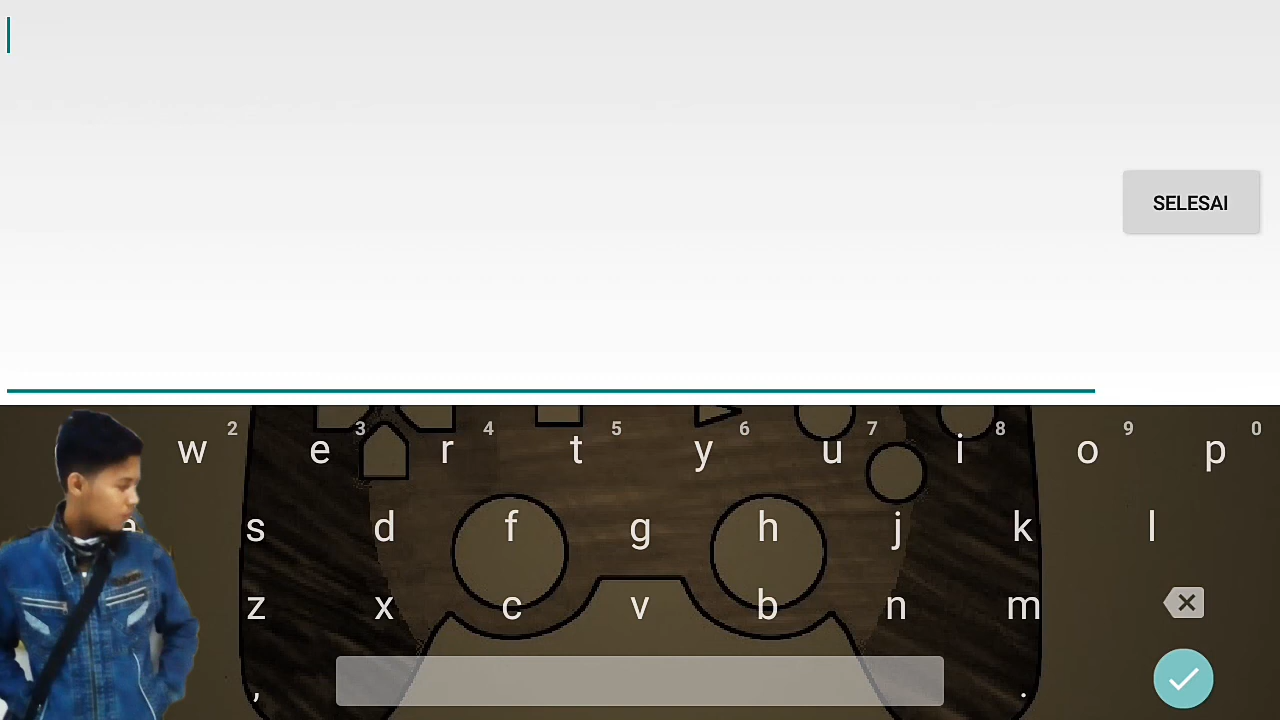 SELESAI
2 3 4 5 6 7 8 9 0
w e r t y u i o p
s d f g h j k l
z x c v b n m
, .